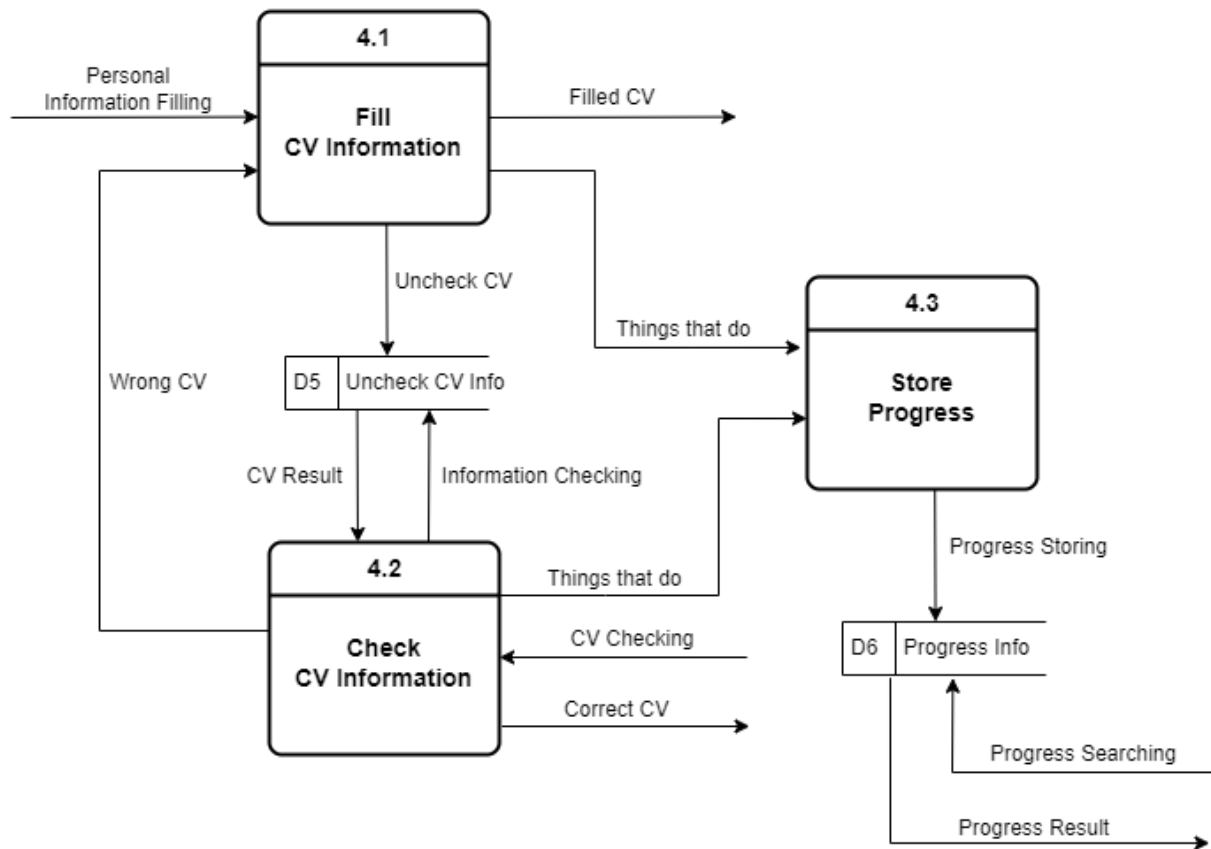 4.1
Personal
Information Filling
Fill
CV Information
Filled CV
Uncheck CV
4.3
Things that do
Wrong CV
D5
Uncheck CV Info
Store
Progress
CV Result
Information Checking
4.2
Things that do
Progress Storing
Check
CV Information
CV Checking
D6
Progress Info
Correct CV
Progress Searching
Progress Result